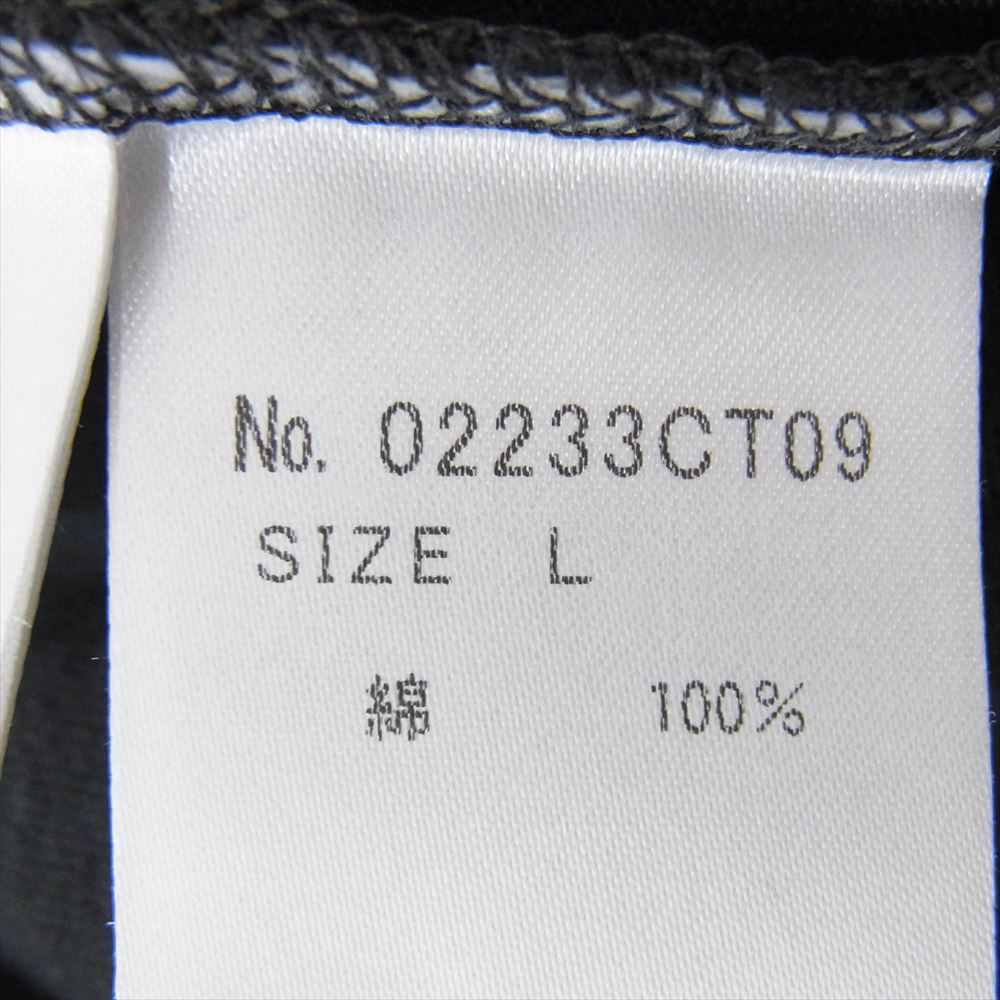 No. 02233CT09
SIZE L
綿 100%